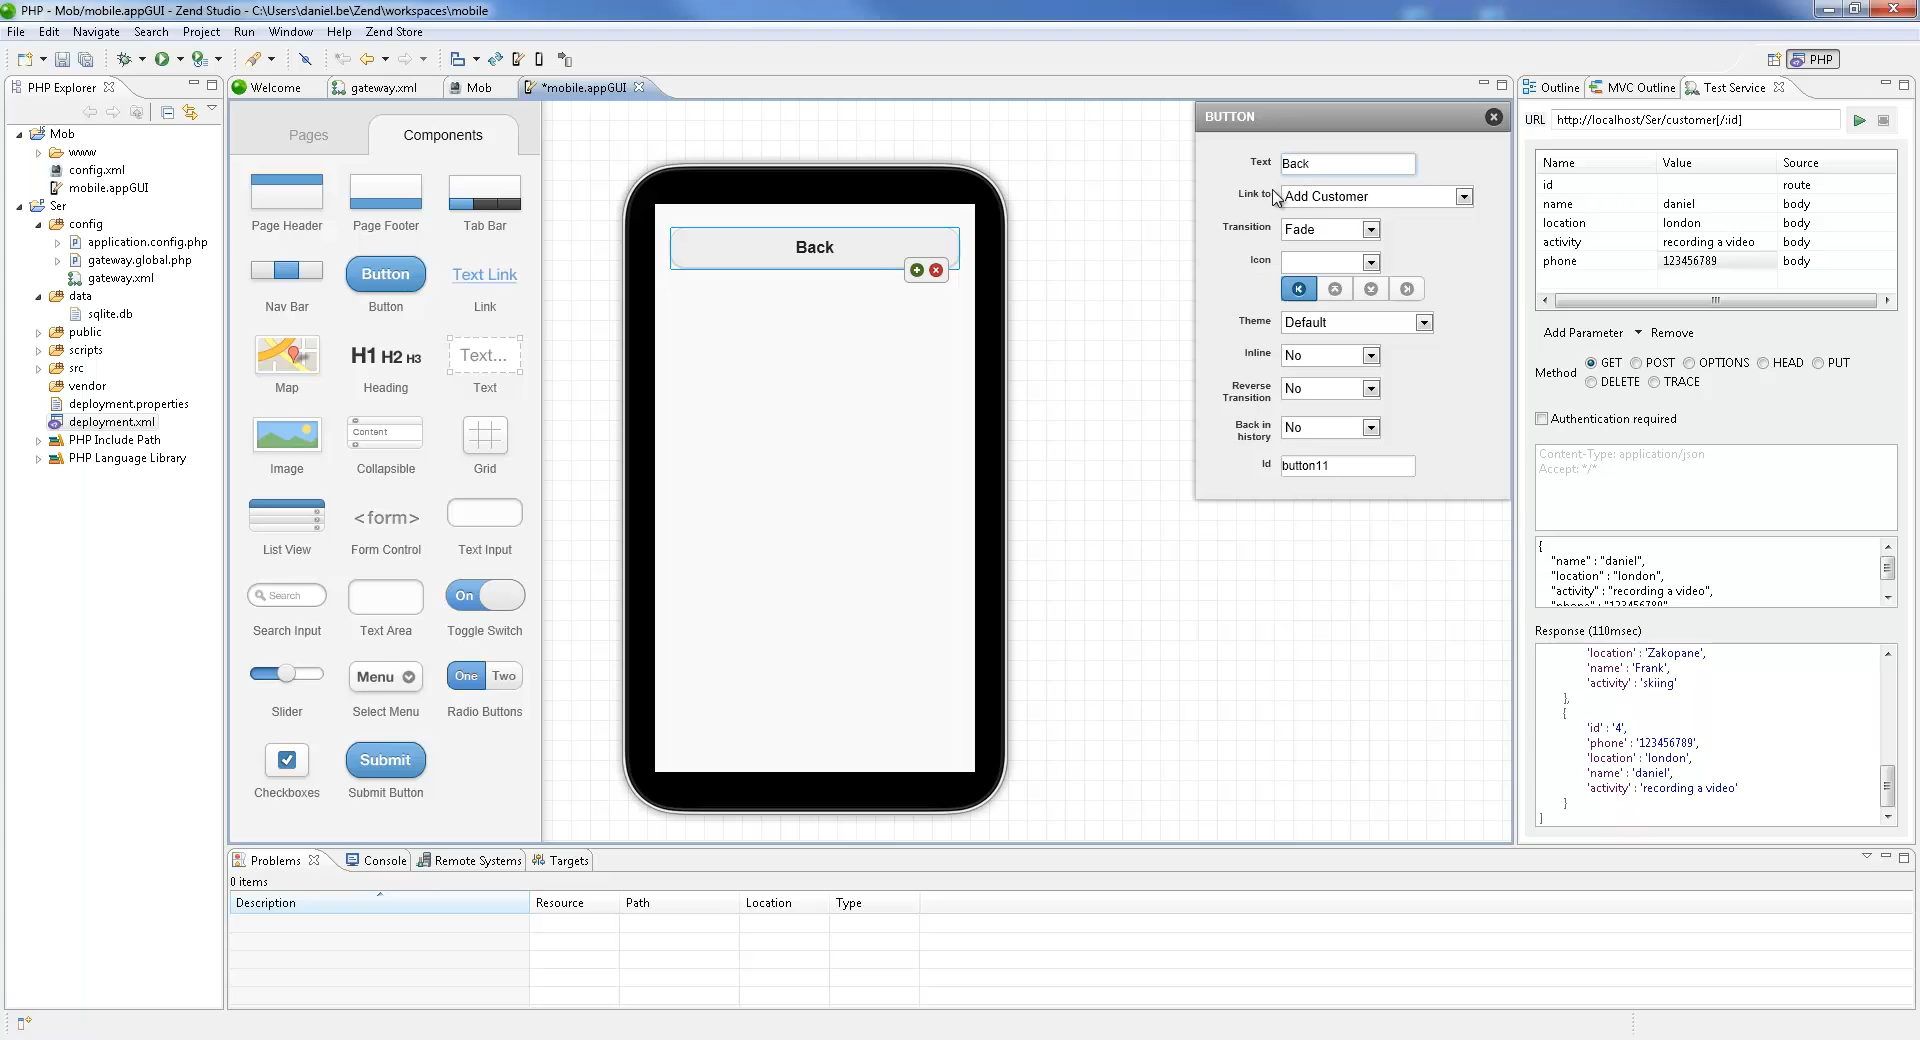 PHP - Mob/mobile.appGUI - Zend Studio - C:\Users\daniel.be\Zend\workspaces\mobile
File Edit Navigate Search Project Run Window Help Zend Store
PHP
PHP Explorer
Mob
www
config.xml
mobile.appGUI
Ser
config
application.config.php
gateway.global.php
gateway.xml
data
sqlite.db
public
scripts
src
vendor
deployment.properties
deployment.xml
PHP Include Path
PHP Language Library
Welcome gateway.xml Mob *mobile.appGUI
Pages Components
Page Header Page Footer Tab Bar
Button Text Link
Nav Bar Button Link
H1 H2 H3 Text...
Map Heading Text
Content
Image Collapsible Grid
<form>
List View Form Control Text Input
Search On
Search Input Text Area Toggle Switch
Menu One Two
Slider Select Menu Radio Buttons
Submit
Checkboxes Submit Button
Back
BUTTON
Text Back
Link to Add Customer
Transition Fade
Icon
Theme Default
Inline No
Reverse Transition No
Back in history No
Id button11
Outline MVC Outline Test Service
URL http://localhost/Ser/customer[/:id]
Name Value Source
id route
name daniel body
location london body
activity recording a video body
phone 123456789 body
Add Parameter Remove
Method GET POST OPTIONS HEAD PUT
DELETE TRACE
Authentication required
Content-Type: application/json
Accept: */*
{
"name" : "daniel",
"location" : "london",
"activity" : "recording a video",
"phone" : "123456789"
Response (110msec)
'location' : 'Zakopane',
'name' : 'Frank',
'activity' : 'skiing'
},
{
'id' : '4',
'phone' : '123456789',
'location' : 'london',
'name' : 'daniel',
'activity' : 'recording a video'
}
]
Problems Console Remote Systems Targets
0 items
Description Resource Path Location Type